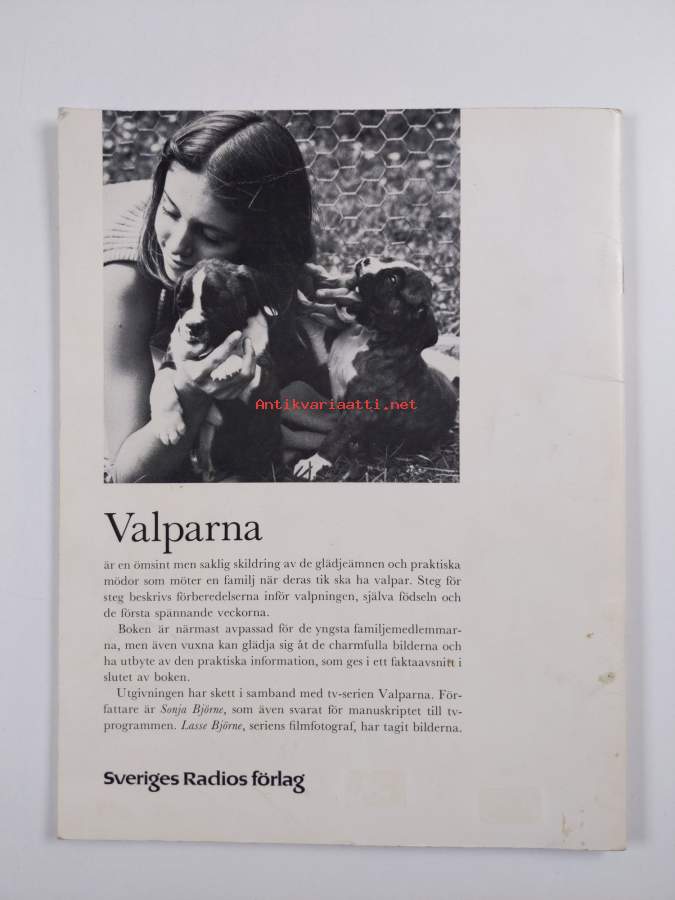 Antikvariaatti.net
Valparna
är en ömsint men saklig skildring av de glädjeämnen och praktiska
mödor som möter en familj när deras tik ska ha valpar. Steg för
steg beskrivs förberedelserna inför valpningen, själva födseln och
de första spännande veckorna.
Boken är närmast avpassad för de yngsta familjemedlemmar-
na, men även vuxna kan glädja sig åt de charmfulla bilderna och
ha utbyte av den praktiska information, som ges i ett faktaavsnitt i
slutet av boken.
Utgivningen har skett i samband med tv-serien Valparna. För-
fattare är Sonja Björne, som även svarat för manuskriptet till tv-
programmen. Lasse Björne, seriens filmfotograf, har tagit bilderna.
Sveriges Radios förlag